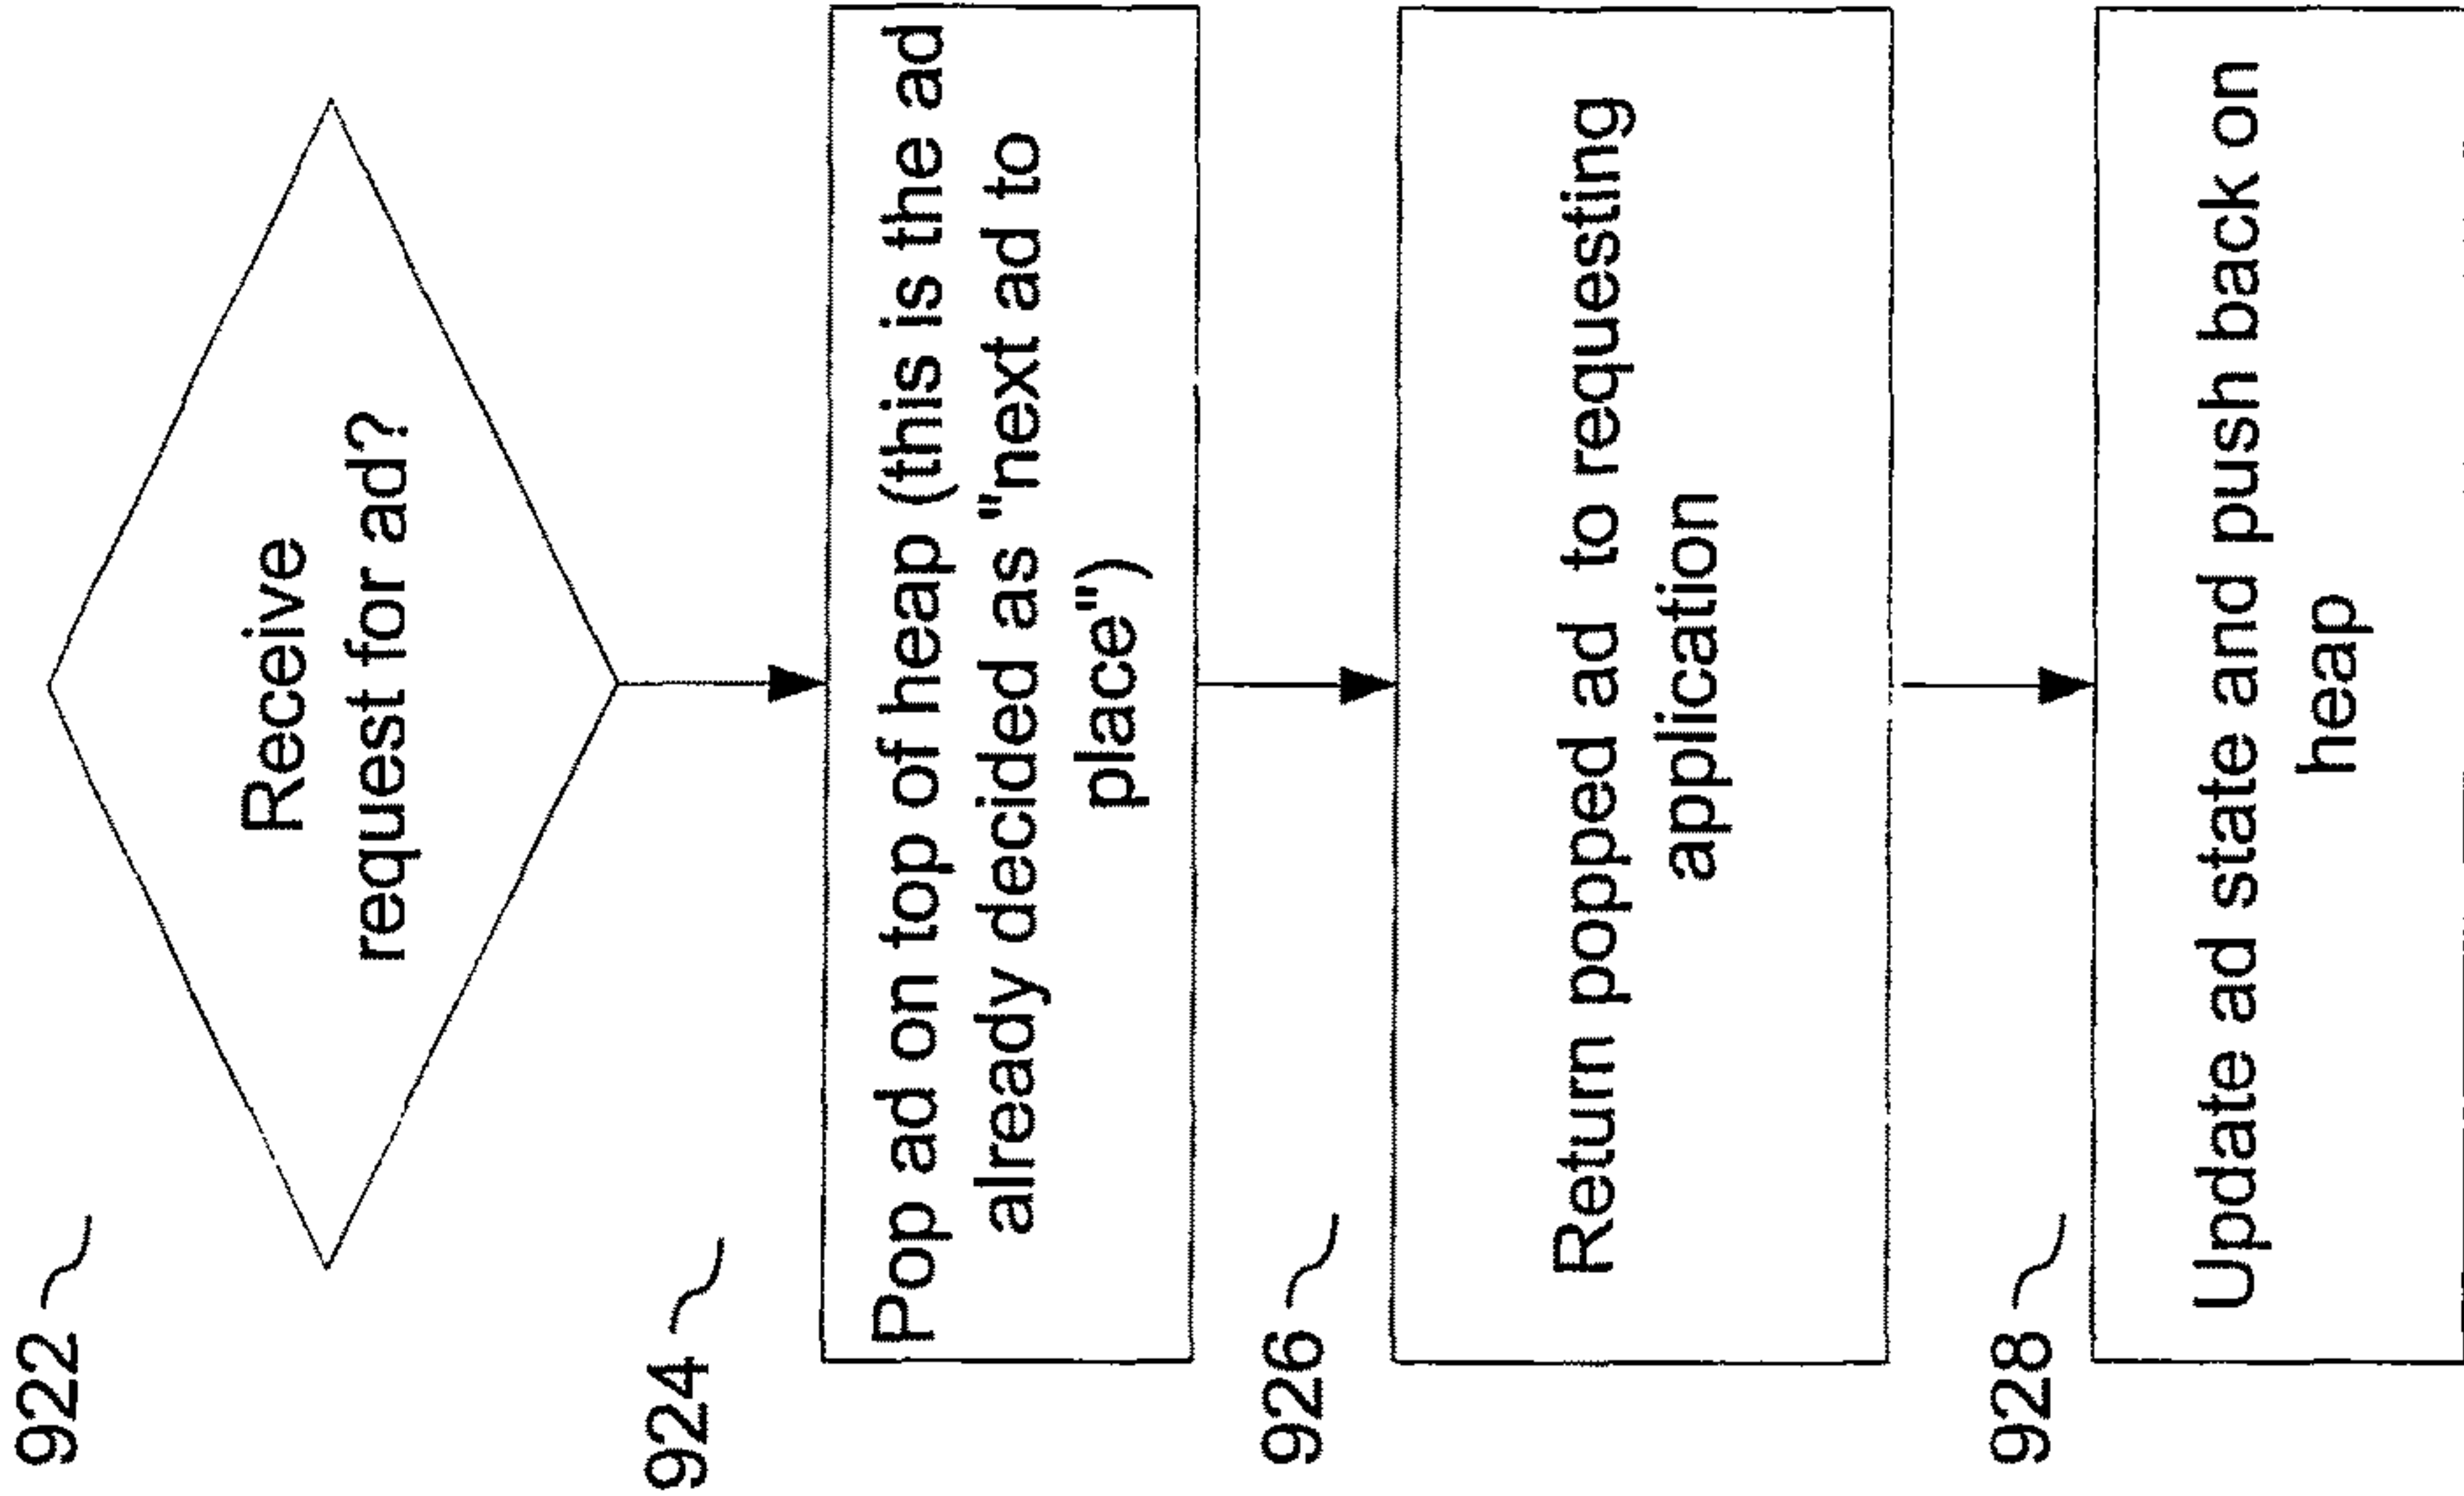 922
Receive
request for ad?
924
Pop ad on top of heap (this is the ad
already decided as "next ad to
place")
926
Return popped ad to requesting
application
928
Update ad state and push back on
heap